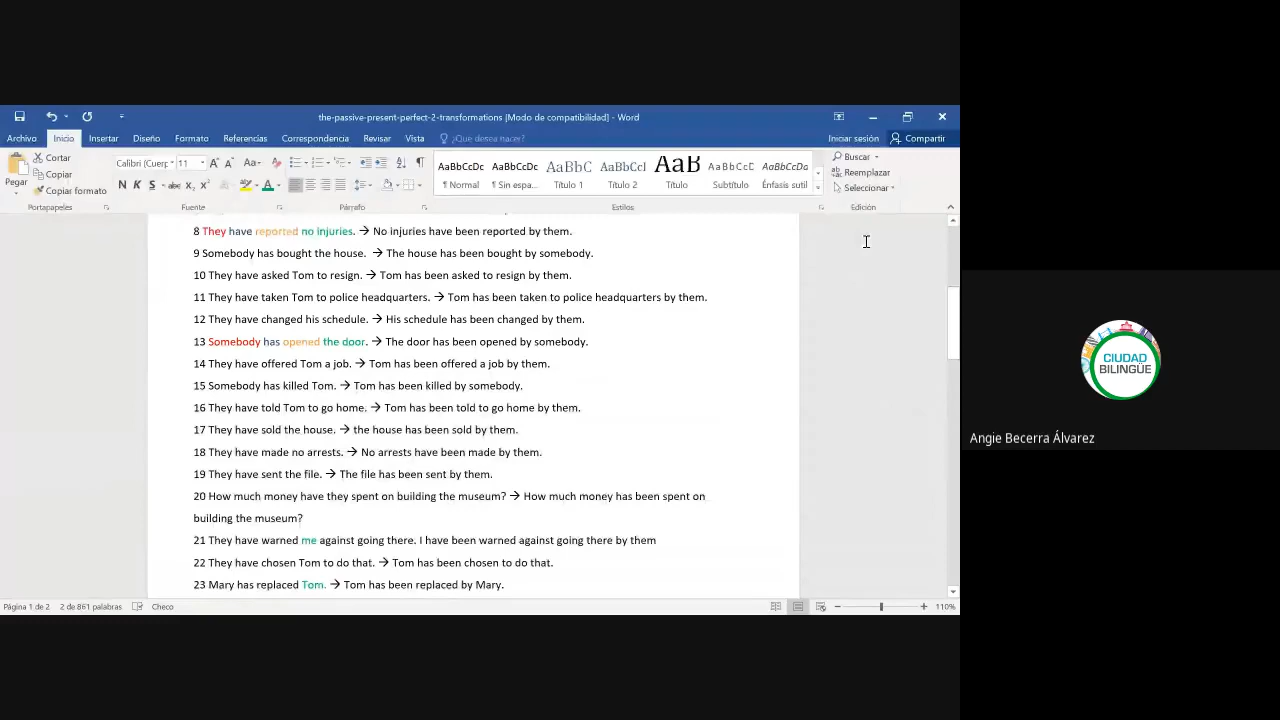 the-passive-present-perfect-2-transformations [Modo de compatibilidad] - Word
Archivo Inicio Insertar Diseño Formato Referencias Correspondencia Revisar Vista ¿Qué desea hacer? Iniciar sesión Compartir
Pegar
Cortar
Copiar
Copiar formato
Portapapeles
Calibri (Cuerp 11
Aa
N K S abc x₂ x²
Fuente
Párrafo
AaBbCcDc AaBbCcDc AaBbC AaBbCcI AaB AaBbCcC AaBbCcDa
¶ Normal ¶ Sin espa... Título 1 Título 2 Título Subtítulo Énfasis sutil
Estilos
Buscar
Reemplazar
Seleccionar
Edición
8 They have reported no injuries. → No injuries have been reported by them.
9 Somebody has bought the house. → The house has been bought by somebody.
10 They have asked Tom to resign. → Tom has been asked to resign by them.
11 They have taken Tom to police headquarters. → Tom has been taken to police headquarters by them.
12 They have changed his schedule. → His schedule has been changed by them.
13 Somebody has opened the door. → The door has been opened by somebody.
14 They have offered Tom a job. → Tom has been offered a job by them.
15 Somebody has killed Tom. → Tom has been killed by somebody.
16 They have told Tom to go home. → Tom has been told to go home by them.
17 They have sold the house. → the house has been sold by them.
18 They have made no arrests. → No arrests have been made by them.
19 They have sent the file. → The file has been sent by them.
20 How much money have they spent on building the museum? → How much money has been spent on
building the museum?
21 They have warned me against going there. I have been warned against going there by them
22 They have chosen Tom to do that. → Tom has been chosen to do that.
23 Mary has replaced Tom. → Tom has been replaced by Mary.
Página 1 de 2 2 de 861 palabras Checo 110%
CIUDAD
BILINGÜE
Angie Becerra Álvarez